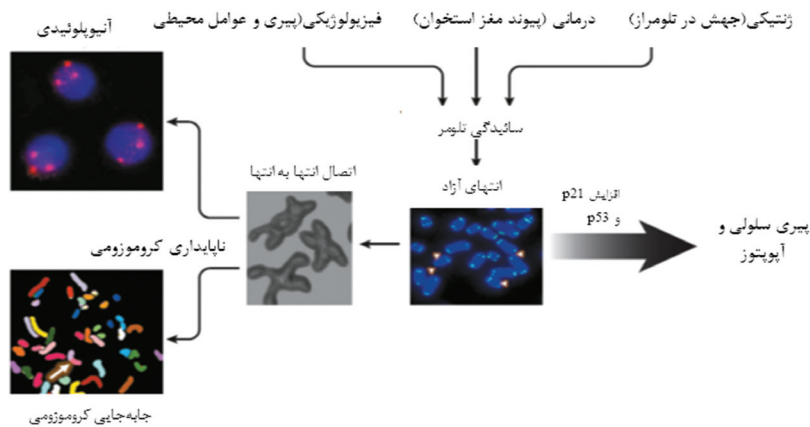 ژنتیکی(جهش در تلومراز)
درمانی (پیوند مغز استخوان)
فیزیولوژیکی(پیری و عوامل محیطی
آنیوپلوئیدی
سائیدگی تلومر
انتهای آزاد
اتصال انتها به انتها
افزایش p21
و p53
پیری سلولی و
آپوپتوز
ناپایداری کروموزومی
جابه‌جایی کروموژومی